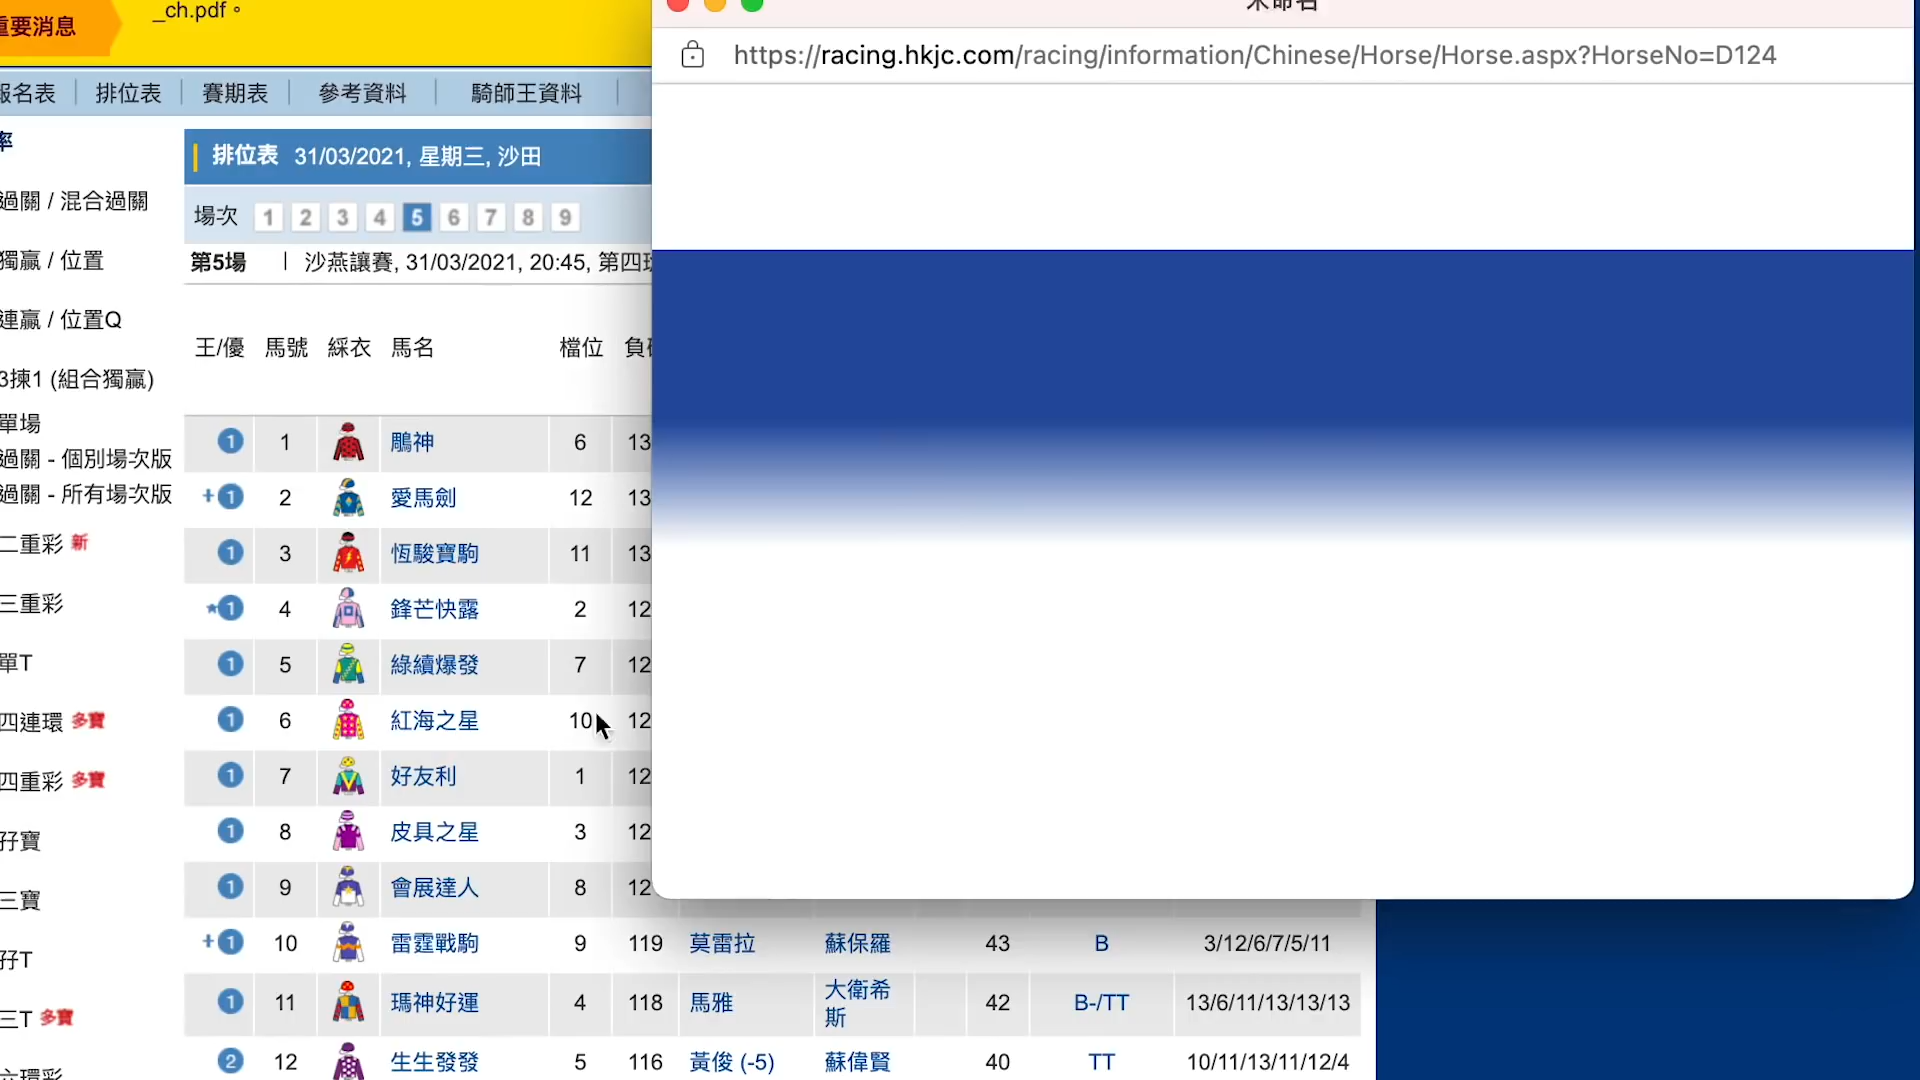 重要消息
_ch.pdf。
報名表 排位表 賽期表 參考資料 騎師王資料
率
過關 / 混合過關
獨贏 / 位置
連贏 / 位置Q
3揀1 (組合獨贏)
單場
過關 - 個別場次版
過關 - 所有場次版
二重彩 新
三重彩
單T
四連環 多寶
四重彩 多寶
孖寶
三寶
孖T
三T 多寶
六環彩
排位表 31/03/2021, 星期三, 沙田
場次 1 2 3 4 5 6 7 8 9
第5場 | 沙燕讓賽, 31/03/2021, 20:45, 第四班
王/優 馬號 綵衣 馬名 檔位 負
1 1 鵰神 6 13
+1 2 愛馬劍 12 13
1 3 恆駿寶駒 11 13
★1 4 鋒芒快露 2 12
1 5 綠續爆發 7 12
1 6 紅海之星 10 12
1 7 好友利 1 12
1 8 皮具之星 3 12
1 9 會展達人 8 12
+1 10 雷霆戰駒 9 119 莫雷拉 蘇保羅 43 B 3/12/6/7/5/11
1 11 瑪神好運 4 118 馬雅 大衛希斯 42 B-/TT 13/6/11/13/13/13
2 12 生生發發 5 116 黃俊 (-5) 蘇偉賢 40 TT 10/11/13/11/12/4
未命名
https://racing.hkjc.com/racing/information/Chinese/Horse/Horse.aspx?HorseNo=D124